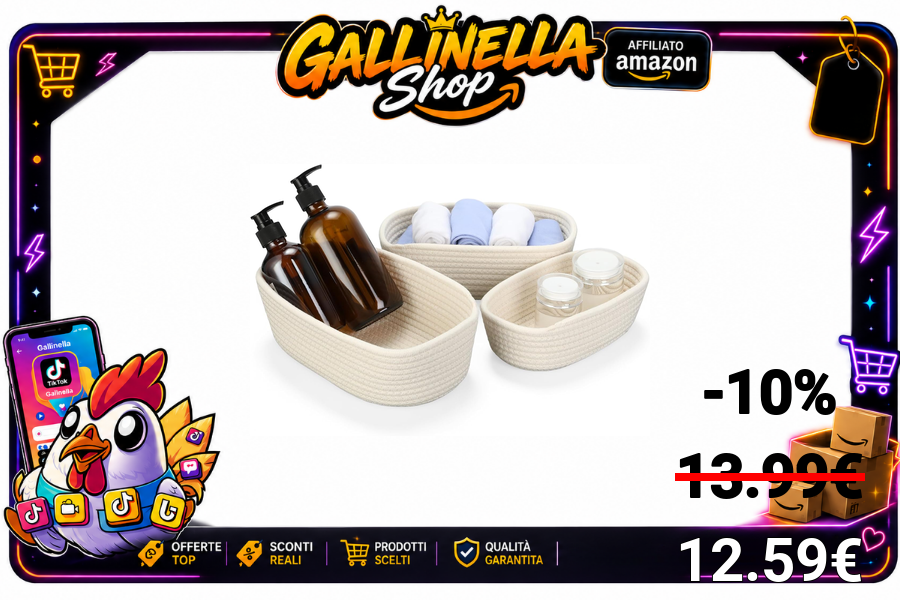 GALLINELLA
Shop
AFFILIATO
amazon
Gallinella
TikTok
Gallinella
-10%
13.99€
12.59€
OFFERTE
TOP
SCONTI
REALI
PRODOTTI
SCELTI
QUALITÀ
GARANTITA